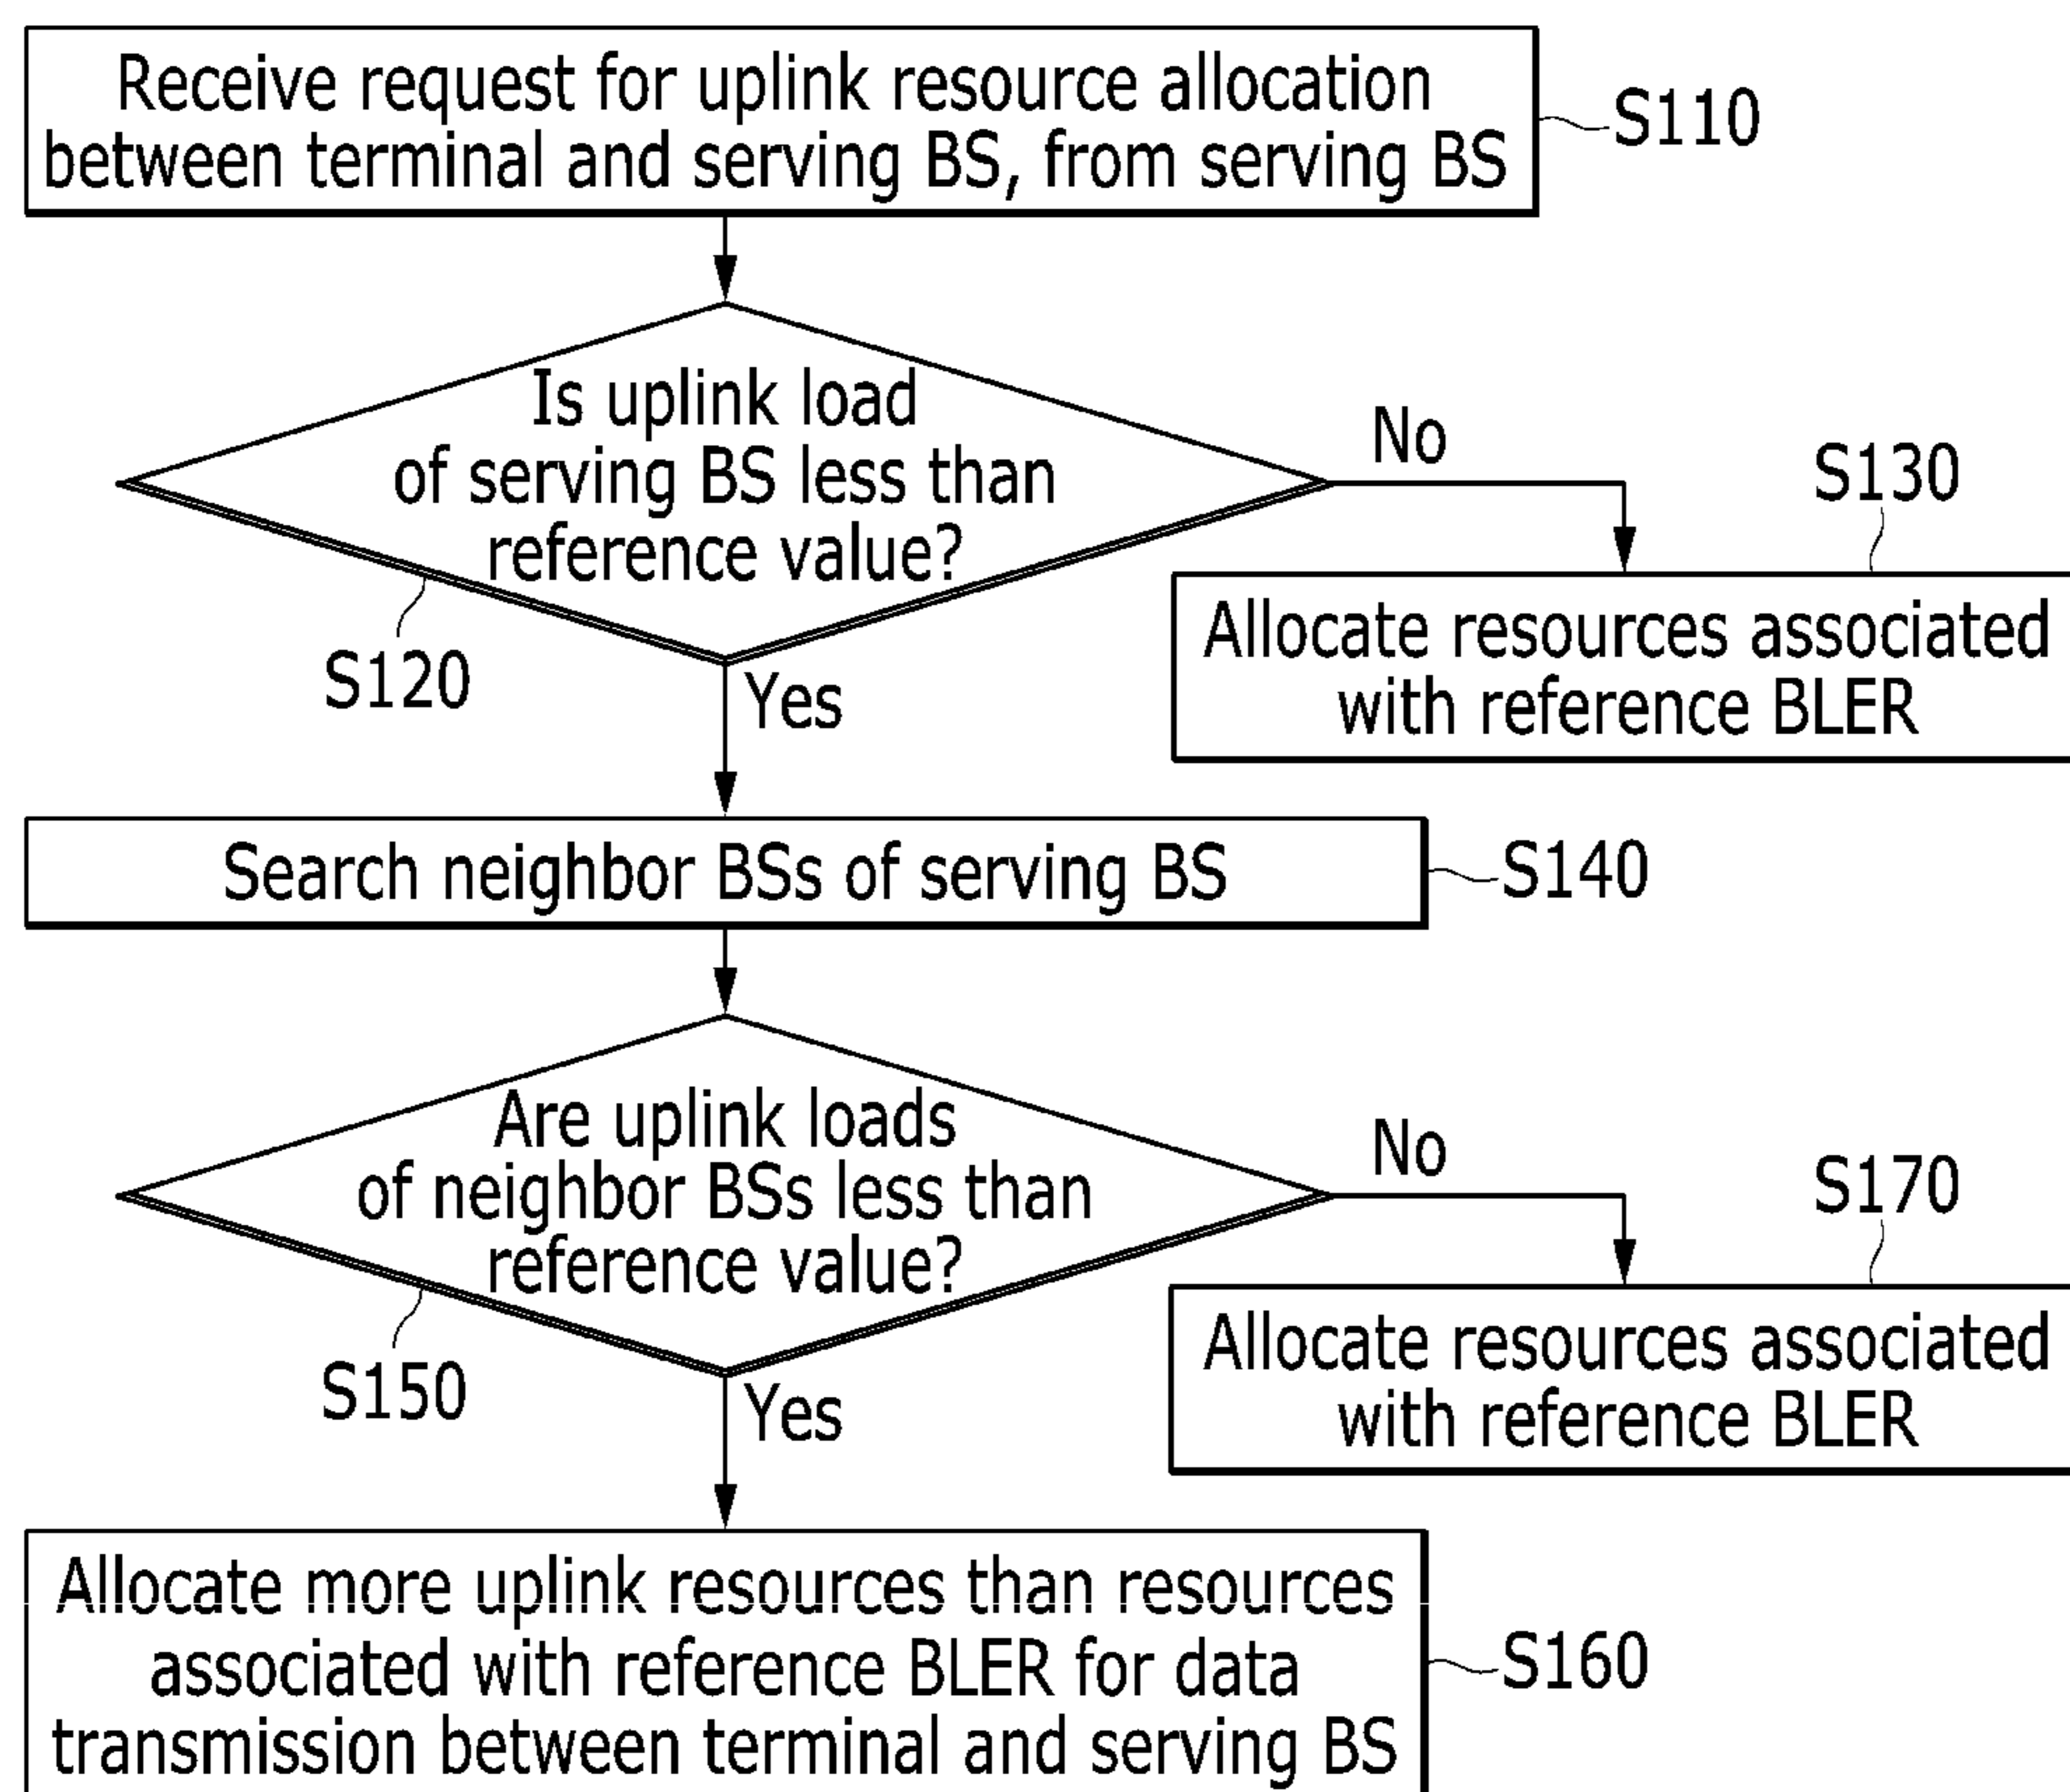 Receive request for uplink resource allocation
between terminal and serving BS, from serving BS
S110
Is uplink load
of serving BS less than
reference value?
S120
No
S130
Allocate resources associated
with reference BLER
Yes
Search neighbor BSs of serving BS
S140
Are uplink loads
of neighbor BSs less than
reference value?
S150
No
S170
Allocate resources associated
with reference BLER
Yes
Allocate more uplink resources than resources
associated with reference BLER for data
transmission between terminal and serving BS
S160